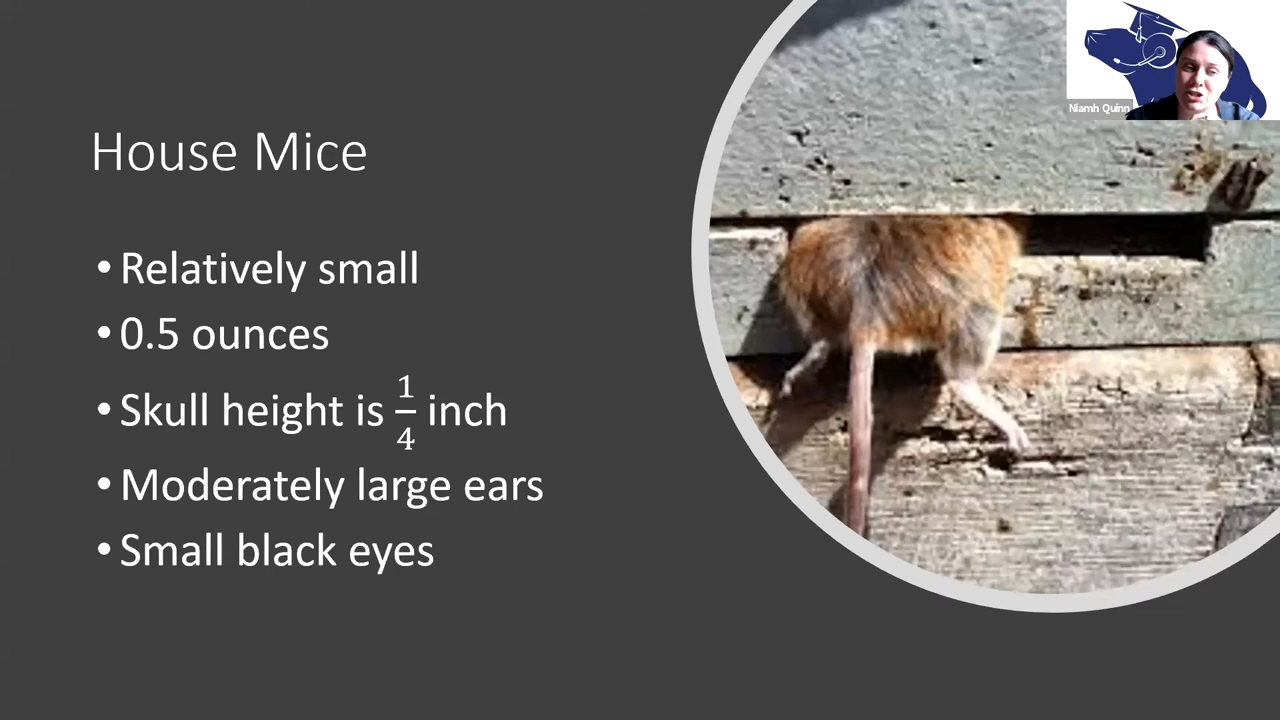 House Mice
• Relatively small
• 0.5 ounces
• Skull height is 1/4 inch
• Moderately large ears
• Small black eyes
Niamh Quinn